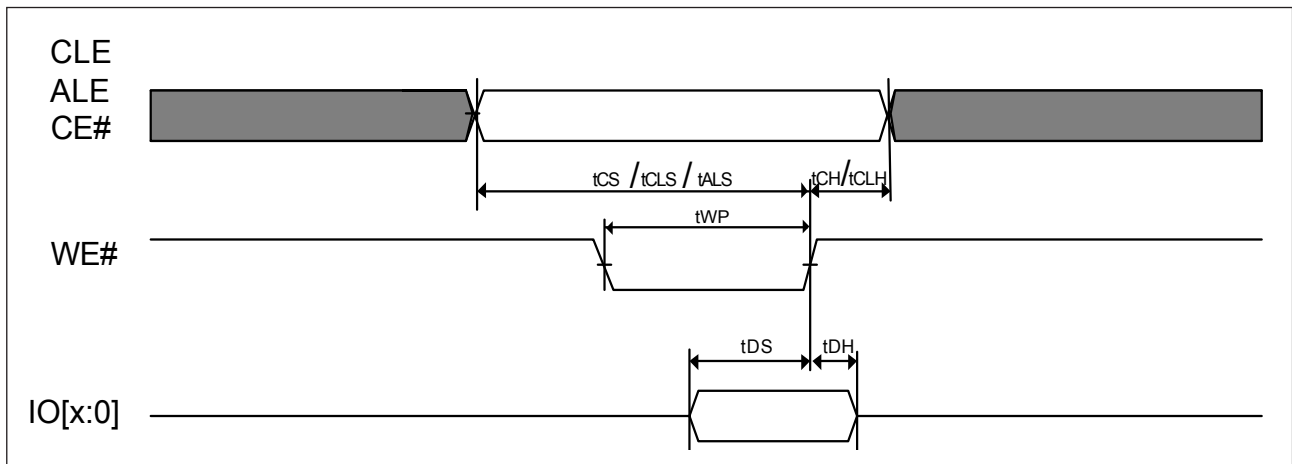 CLE
ALE
CE#
tCS / tCLS / tALS
tCH/tCLH
tWP
WE#
tDS
tDH
IO[x:0]